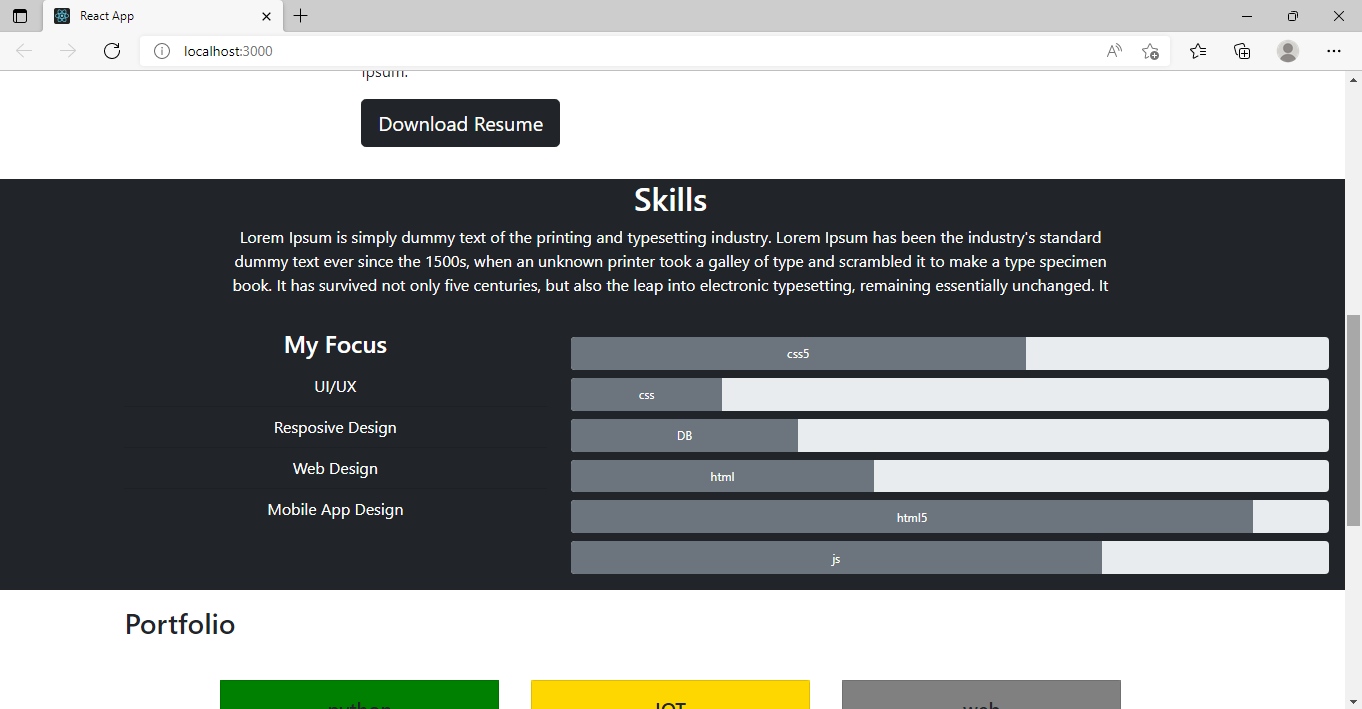 React App
localhost:3000
ipsum.
Download Resume
Skills
Lorem Ipsum is simply dummy text of the printing and typesetting industry. Lorem Ipsum has been the industry's standard
dummy text ever since the 1500s, when an unknown printer took a galley of type and scrambled it to make a type specimen
book. It has survived not only five centuries, but also the leap into electronic typesetting, remaining essentially unchanged. It
My Focus
UI/UX
Resposive Design
Web Design
Mobile App Design
css5
css
DB
html
html5
js
Portfolio
python
IOT
web